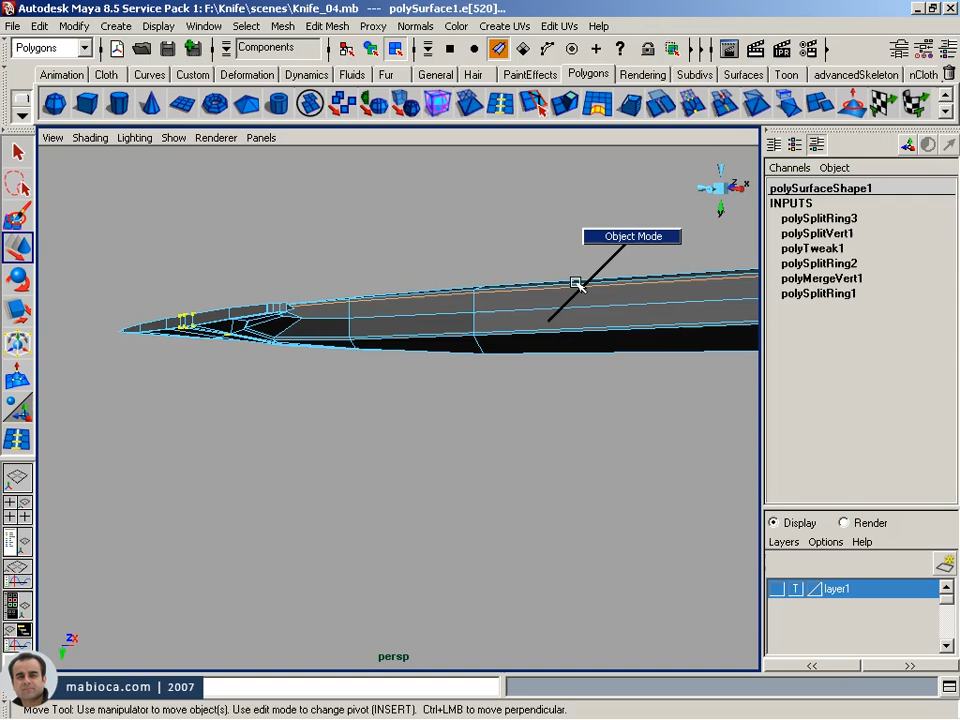 Autodesk Maya 8.5 Service Pack 1: F:\Knife\scenes\Knife_04.mb --- polySurface1.e[520]...
File Edit Modify Create Display Window Select Mesh Edit Mesh Proxy Normals Color Create UVs Edit UVs Help
Polygons Components
Animation Cloth Curves Custom Deformation Dynamics Fluids Fur General Hair PaintEffects Polygons Rendering Subdivs Surfaces Toon advancedSkeleton nCloth
View Shading Lighting Show Renderer Panels
Channels Object
polySurfaceShape1
INPUTS
polySplitRing3
polySplitVert1
polyTweak1
polySplitRing2
polyMergeVert1
polySplitRing1
Object Mode
Display Render
Layers Options Help
T layer1
persp
<< >>
mabioca.com | 2007
Move Tool: Use manipulator to move object(s). Use edit mode to change pivot (INSERT). Ctrl+LMB to move perpendicular.